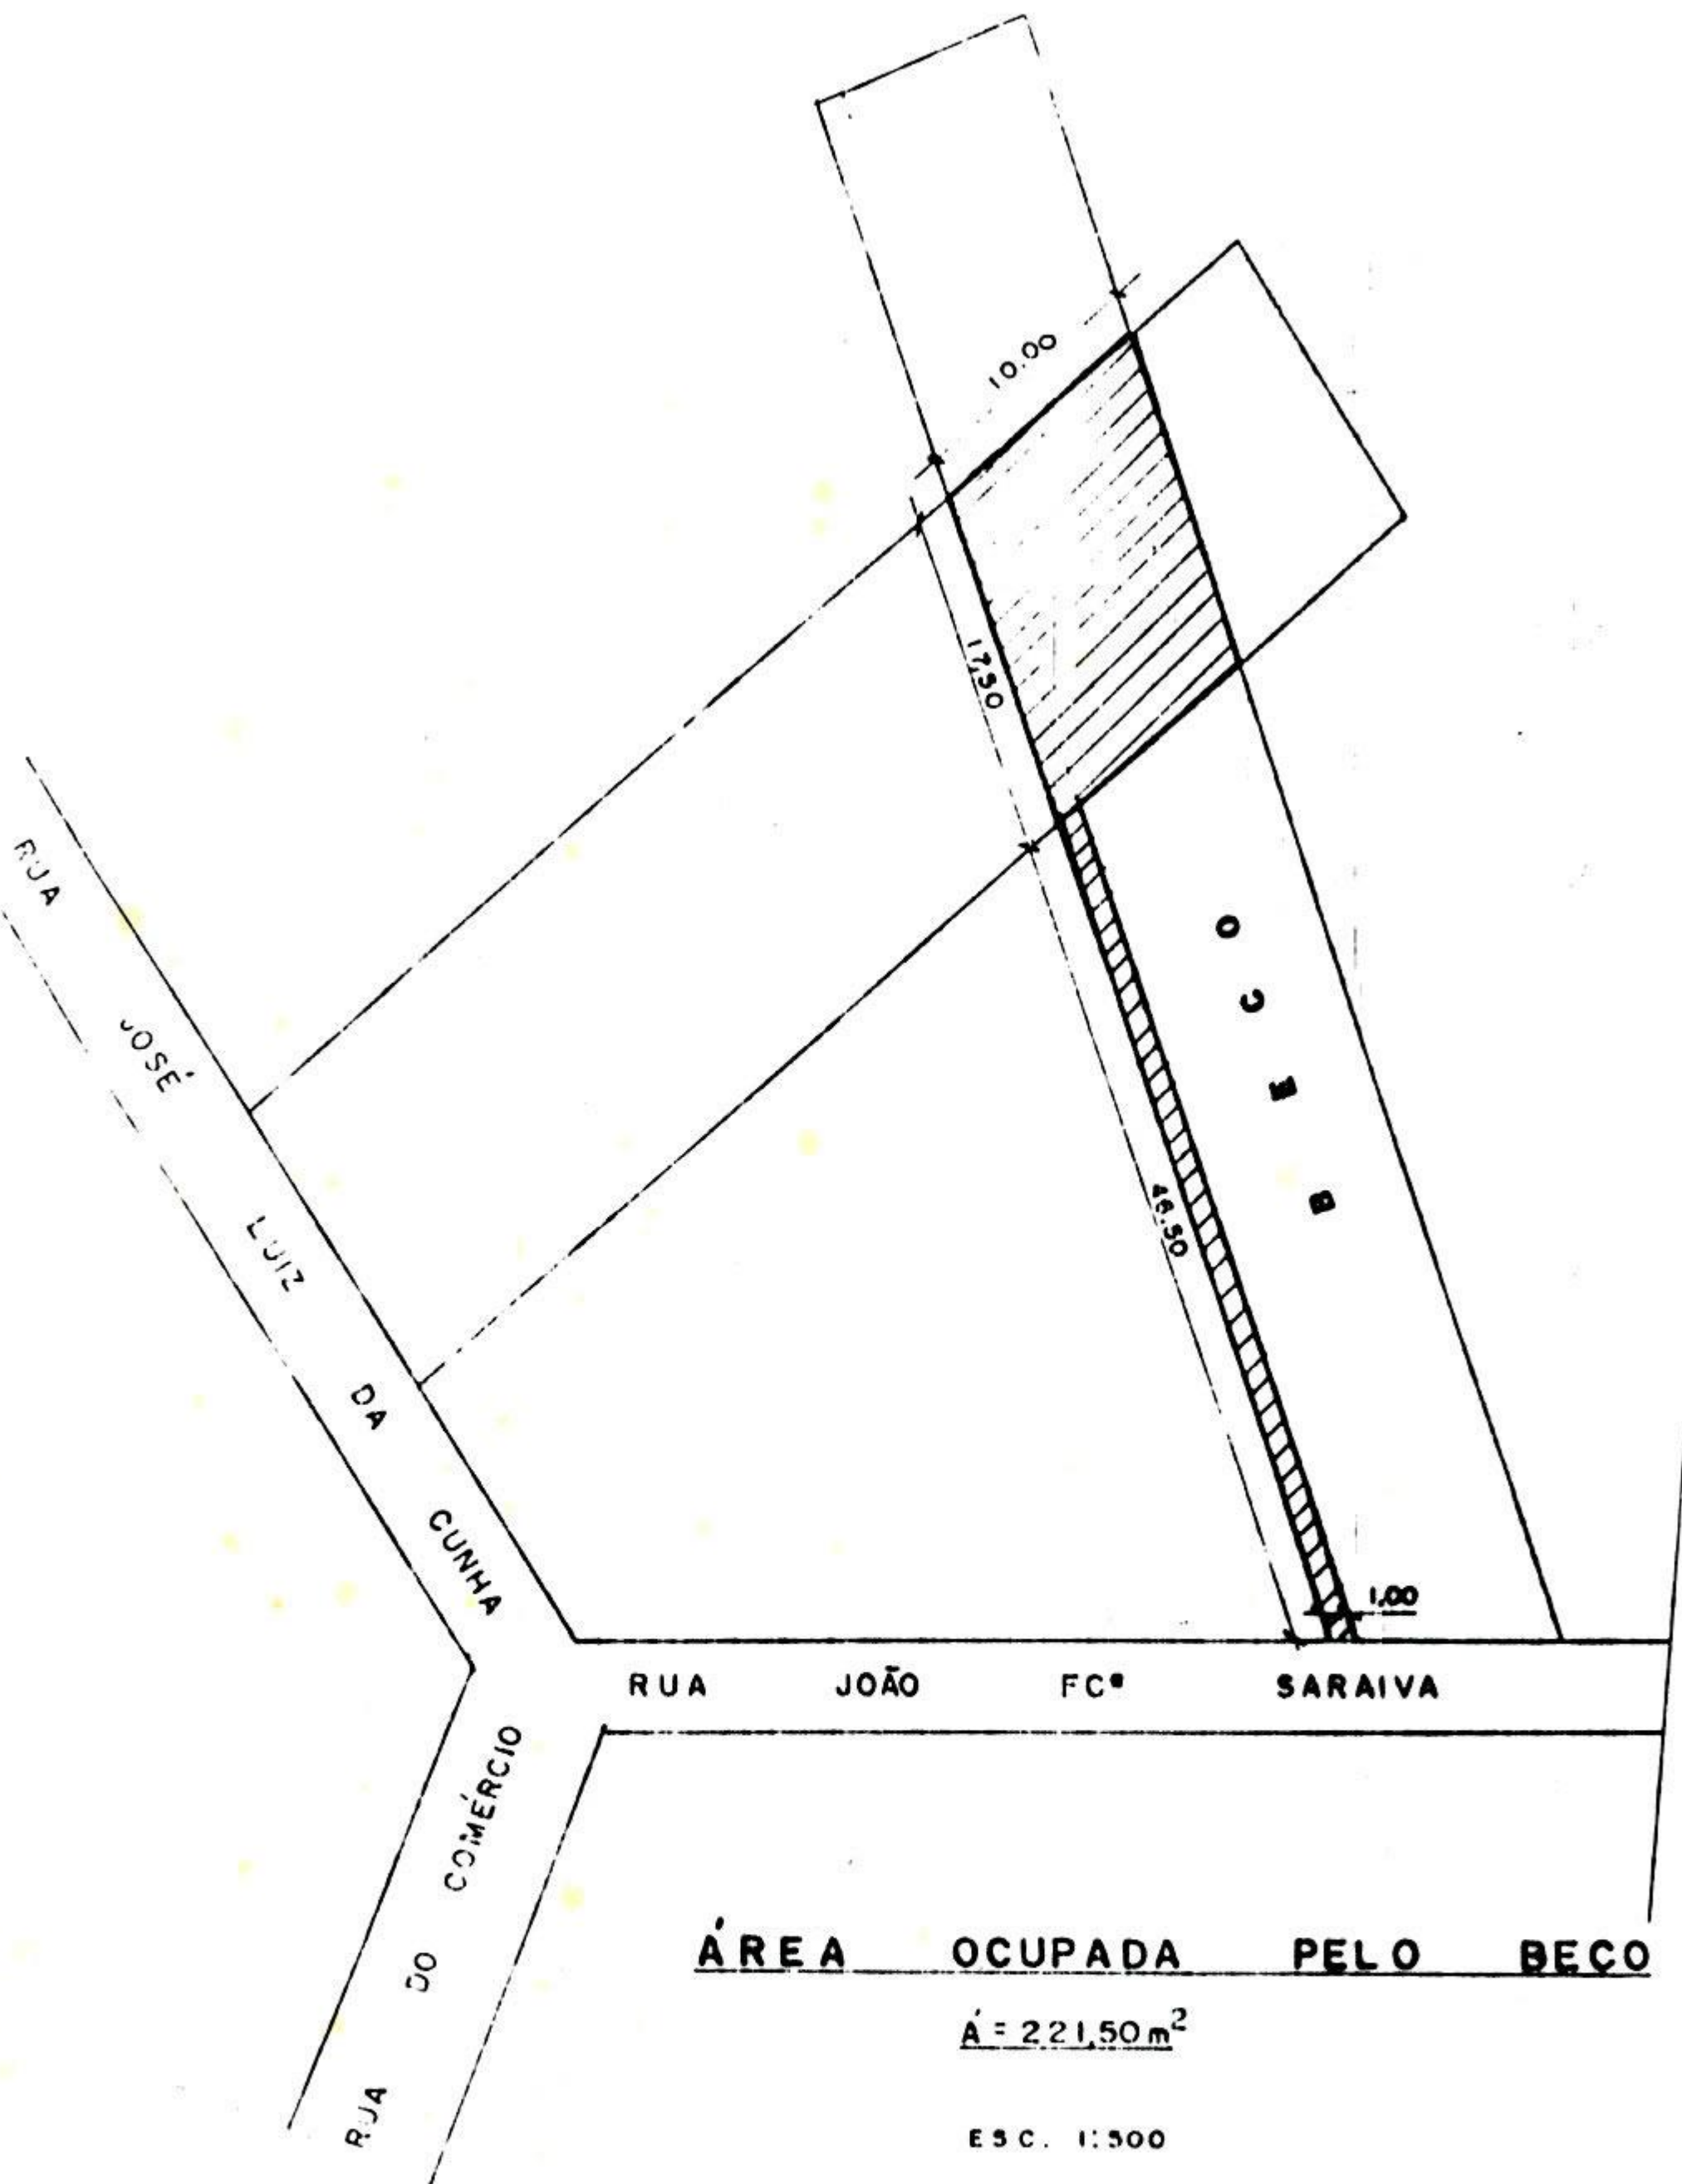 10.00
17,50
RUA JOSÉ LUIZ DA CUNHA
BECO
46.50
1,00
RUA JOÃO FCº SARAIVA
RUA DO COMÉRCIO
ÁREA OCUPADA PELO BECO
Á = 221,50 m²
ESC. 1:500